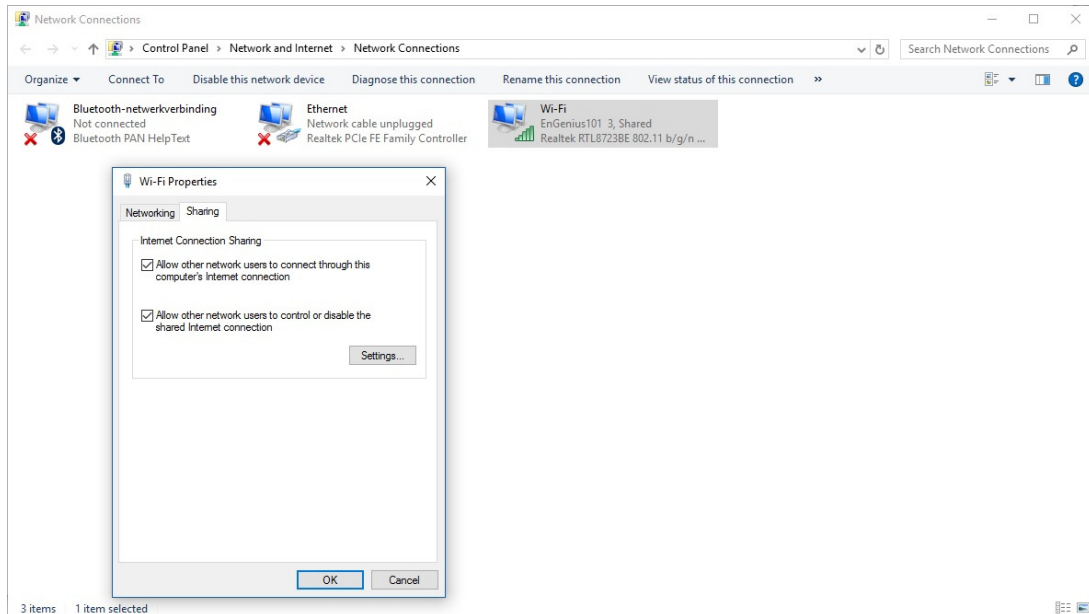 Network Connections
Control Panel > Network and Internet > Network Connections
Search Network Connections
Organize Connect To Disable this network device Diagnose this connection Rename this connection View status of this connection »
Bluetooth-netwerkverbinding
Not connected
Bluetooth PAN HelpText
Ethernet
Network cable unplugged
Realtek PCIe FE Family Controller
Wi-Fi
EnGenius101 3, Shared
Realtek RTL8723BE 802.11 b/g/n ...
Wi-Fi Properties
Networking Sharing
Internet Connection Sharing
Allow other network users to connect through this
computer's Internet connection
Allow other network users to control or disable the
shared Internet connection
Settings...
OK Cancel
3 items 1 item selected